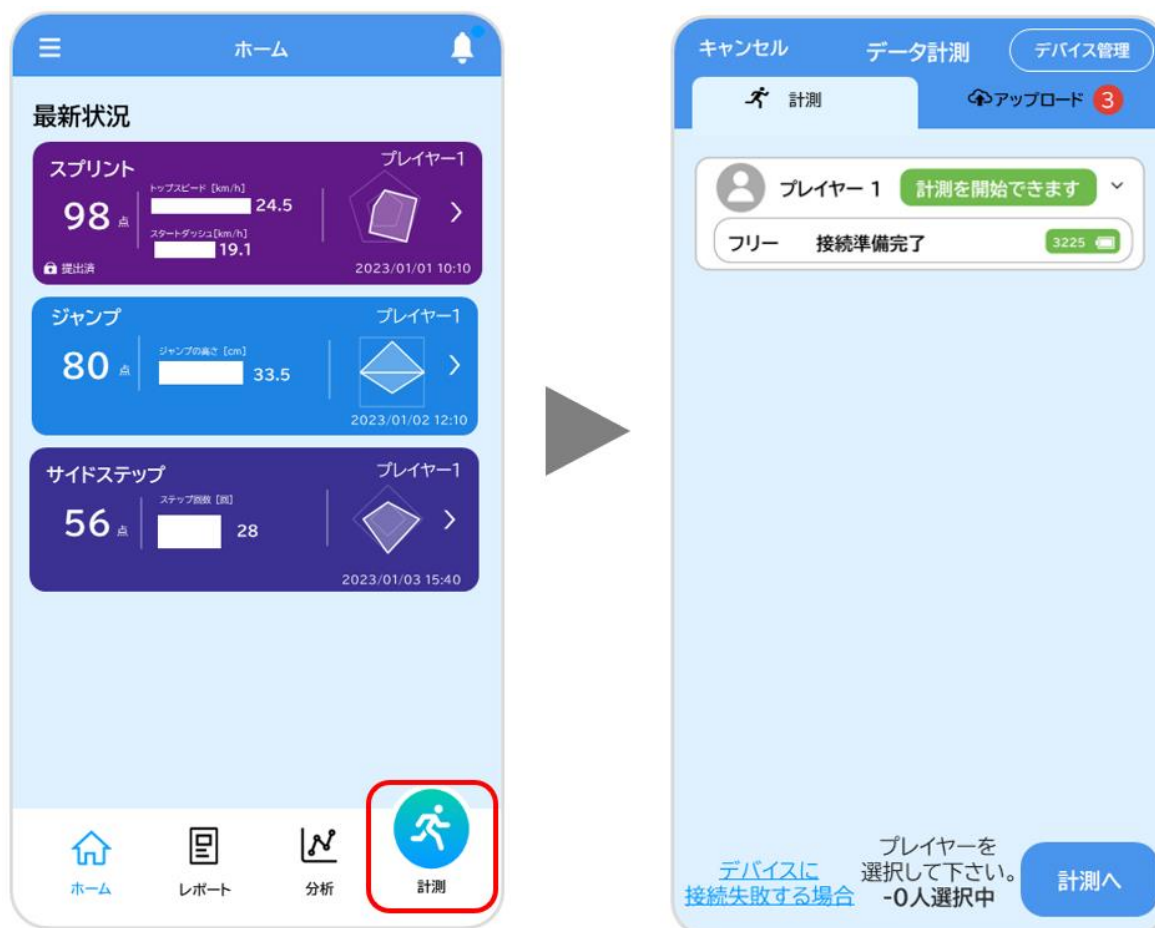 ホーム
最新状況
スプリント
プレイヤー1
98 点
トップスピード [km/h]
24.5
スタートダッシュ[km/h]
19.1
提出済
2023/01/01 10:10
ジャンプ
プレイヤー1
80 点
ジャンプの高さ [cm]
33.5
2023/01/02 12:10
サイドステップ
プレイヤー1
56 点
ステップ回数 [回]
28
2023/01/03 15:40
ホーム
レポート
分析
計測
キャンセル
データ計測
デバイス管理
計測
アップロード 3
プレイヤー 1
計測を開始できます
フリー
接続準備完了
3225
デバイスに
接続失敗する場合
プレイヤーを
選択して下さい。
-0人選択中
計測へ